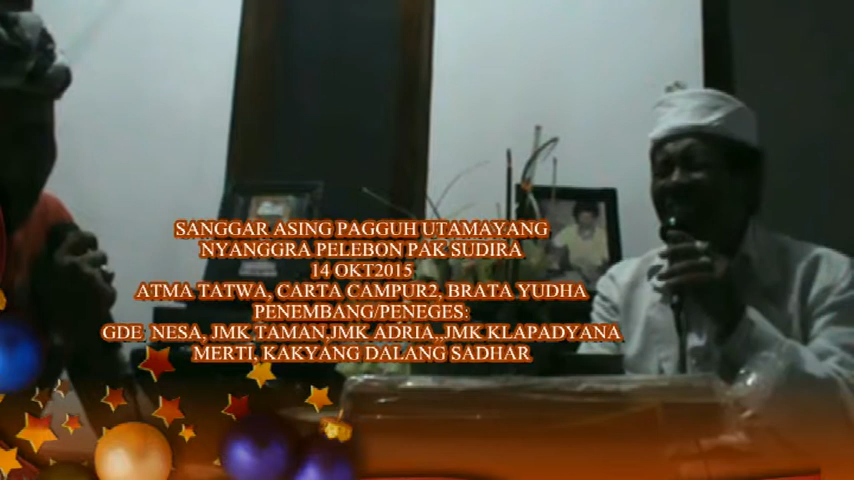 SANGGAR ASING PAGGUH UTAMAYANG
NYANGGRA PELEBON PAK SUDIRA
14 OKT2015
ATMA TATWA, CARTA CAMPUR2, BRATA YUDHA
PENEMBANG/PENEGES:
GDE NESA, JMK TAMAN,JMK ADRIA,,JMK KLAPADYANA
MERTI, KAKYANG DALANG SADHAR